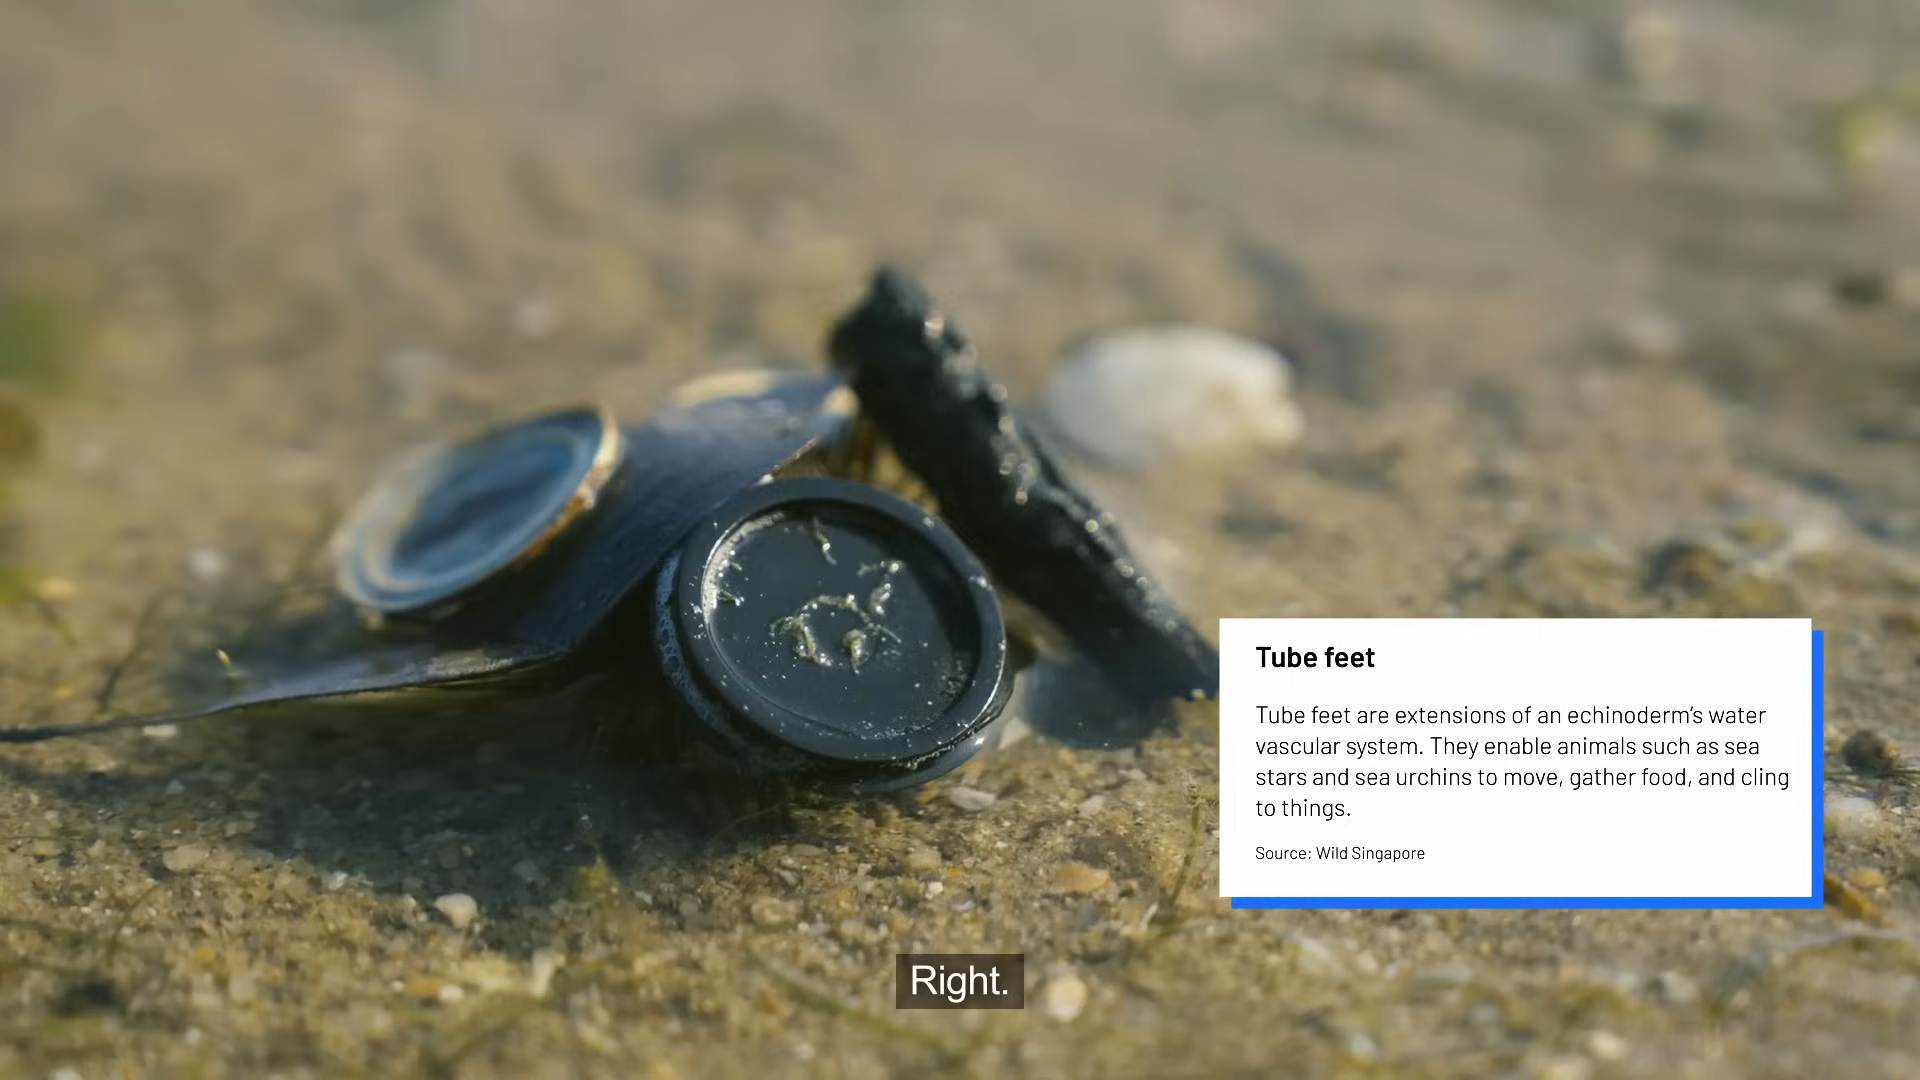 Tube feet
Tube feet are extensions of an echinoderm’s water
vascular system. They enable animals such as sea
stars and sea urchins to move, gather food, and cling
to things.
Source: Wild Singapore
Right.